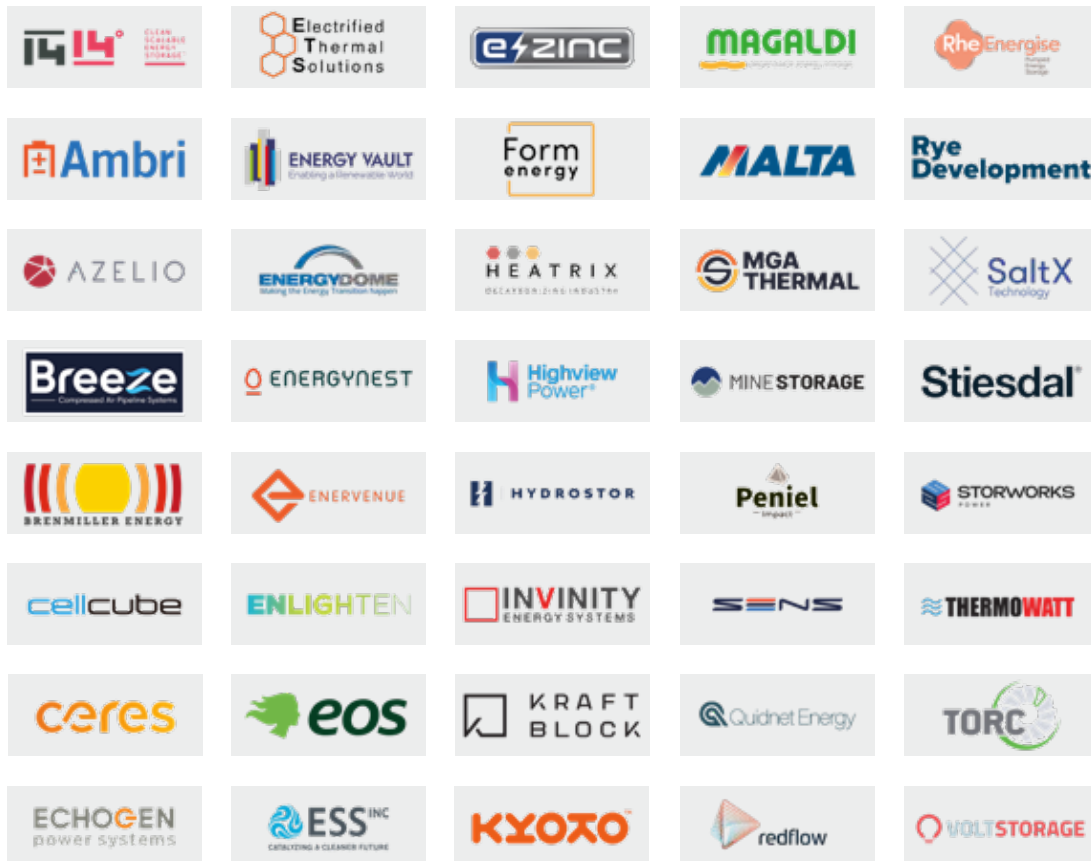 1414°
CLEAN
SCALABLE
ENERGY
STORAGE™
Electrified
Thermal
Solutions
e zinc
MAGALDI
RheEnergise
Pumped
Energy
Storage
Ambri
ENERGY VAULT
Enabling a Renewable World
Form
energy
MALTA
Rye
Development
AZELIO
ENERGYDOME
Making the Energy Transition happen
HEATRIX
DECARBONIZING INDUSTRY
MGA
THERMAL
SaltX
Technology
Breeze
Compressed Air Pipeline Systems
ENERGYNEST
Highview
Power®
MINESTORAGE
Stiesdal®
BRENMILLER ENERGY
ENERVENUE
HYDROSTOR
Peniel
Impact
STORWORKS
POWER
cellcube
ENLIGHTEN
INVINITY
ENERGY SYSTEMS
SENS
THERMOWATT
ceres
eos
KRAFT
BLOCK
Quidnet Energy
TORC
ECHOGEN
power systems
ESS INC
CATALYZING A CLEANER FUTURE
KYOTO™
redflow
VOLTSTORAGE